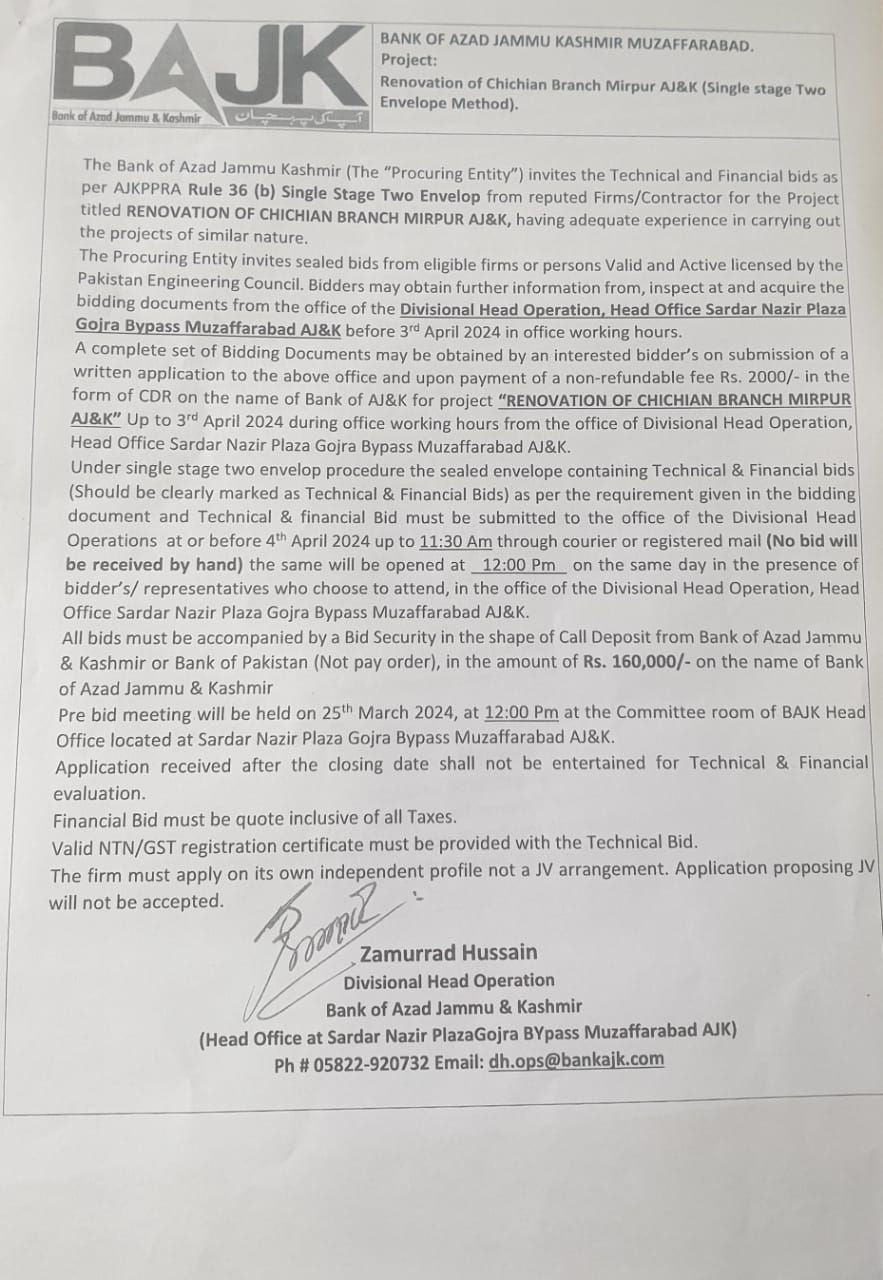 BAJK
Bank of Azad Jammu & Kashmir
آپ کی پہچان
BANK OF AZAD JAMMU KASHMIR MUZAFFARABAD.
Project:
Renovation of Chichian Branch Mirpur AJ&K (Single stage Two
Envelope Method).
The Bank of Azad Jammu Kashmir (The “Procuring Entity”) invites the Technical and Financial bids as
per AJKPPRA Rule 36 (b) Single Stage Two Envelop from reputed Firms/Contractor for the Project
titled RENOVATION OF CHICHIAN BRANCH MIRPUR AJ&K, having adequate experience in carrying out
the projects of similar nature.
The Procuring Entity invites sealed bids from eligible firms or persons Valid and Active licensed by the
Pakistan Engineering Council. Bidders may obtain further information from, inspect at and acquire the
bidding documents from the office of the Divisional Head Operation, Head Office Sardar Nazir Plaza
Gojra Bypass Muzaffarabad AJ&K before 3rd April 2024 in office working hours.
A complete set of Bidding Documents may be obtained by an interested bidder’s on submission of a
written application to the above office and upon payment of a non-refundable fee Rs. 2000/- in the
form of CDR on the name of Bank of AJ&K for project “RENOVATION OF CHICHIAN BRANCH MIRPUR
AJ&K” Up to 3rd April 2024 during office working hours from the office of Divisional Head Operation,
Head Office Sardar Nazir Plaza Gojra Bypass Muzaffarabad AJ&K.
Under single stage two envelop procedure the sealed envelope containing Technical & Financial bids
(Should be clearly marked as Technical & Financial Bids) as per the requirement given in the bidding
document and Technical & financial Bid must be submitted to the office of the Divisional Head
Operations at or before 4th April 2024 up to 11:30 Am through courier or registered mail (No bid will
be received by hand) the same will be opened at 12:00 Pm on the same day in the presence of
bidder’s/ representatives who choose to attend, in the office of the Divisional Head Operation, Head
Office Sardar Nazir Plaza Gojra Bypass Muzaffarabad AJ&K.
All bids must be accompanied by a Bid Security in the shape of Call Deposit from Bank of Azad Jammu
& Kashmir or Bank of Pakistan (Not pay order), in the amount of Rs. 160,000/- on the name of Bank
of Azad Jammu & Kashmir
Pre bid meeting will be held on 25th March 2024, at 12:00 Pm at the Committee room of BAJK Head
Office located at Sardar Nazir Plaza Gojra Bypass Muzaffarabad AJ&K.
Application received after the closing date shall not be entertained for Technical & Financial
evaluation.
Financial Bid must be quote inclusive of all Taxes.
Valid NTN/GST registration certificate must be provided with the Technical Bid.
The firm must apply on its own independent profile not a JV arrangement. Application proposing JV
will not be accepted.
Zamurrad Hussain
Divisional Head Operation
Bank of Azad Jammu & Kashmir
(Head Office at Sardar Nazir PlazaGojra BYpass Muzaffarabad AJK)
Ph # 05822-920732 Email: dh.ops@bankajk.com